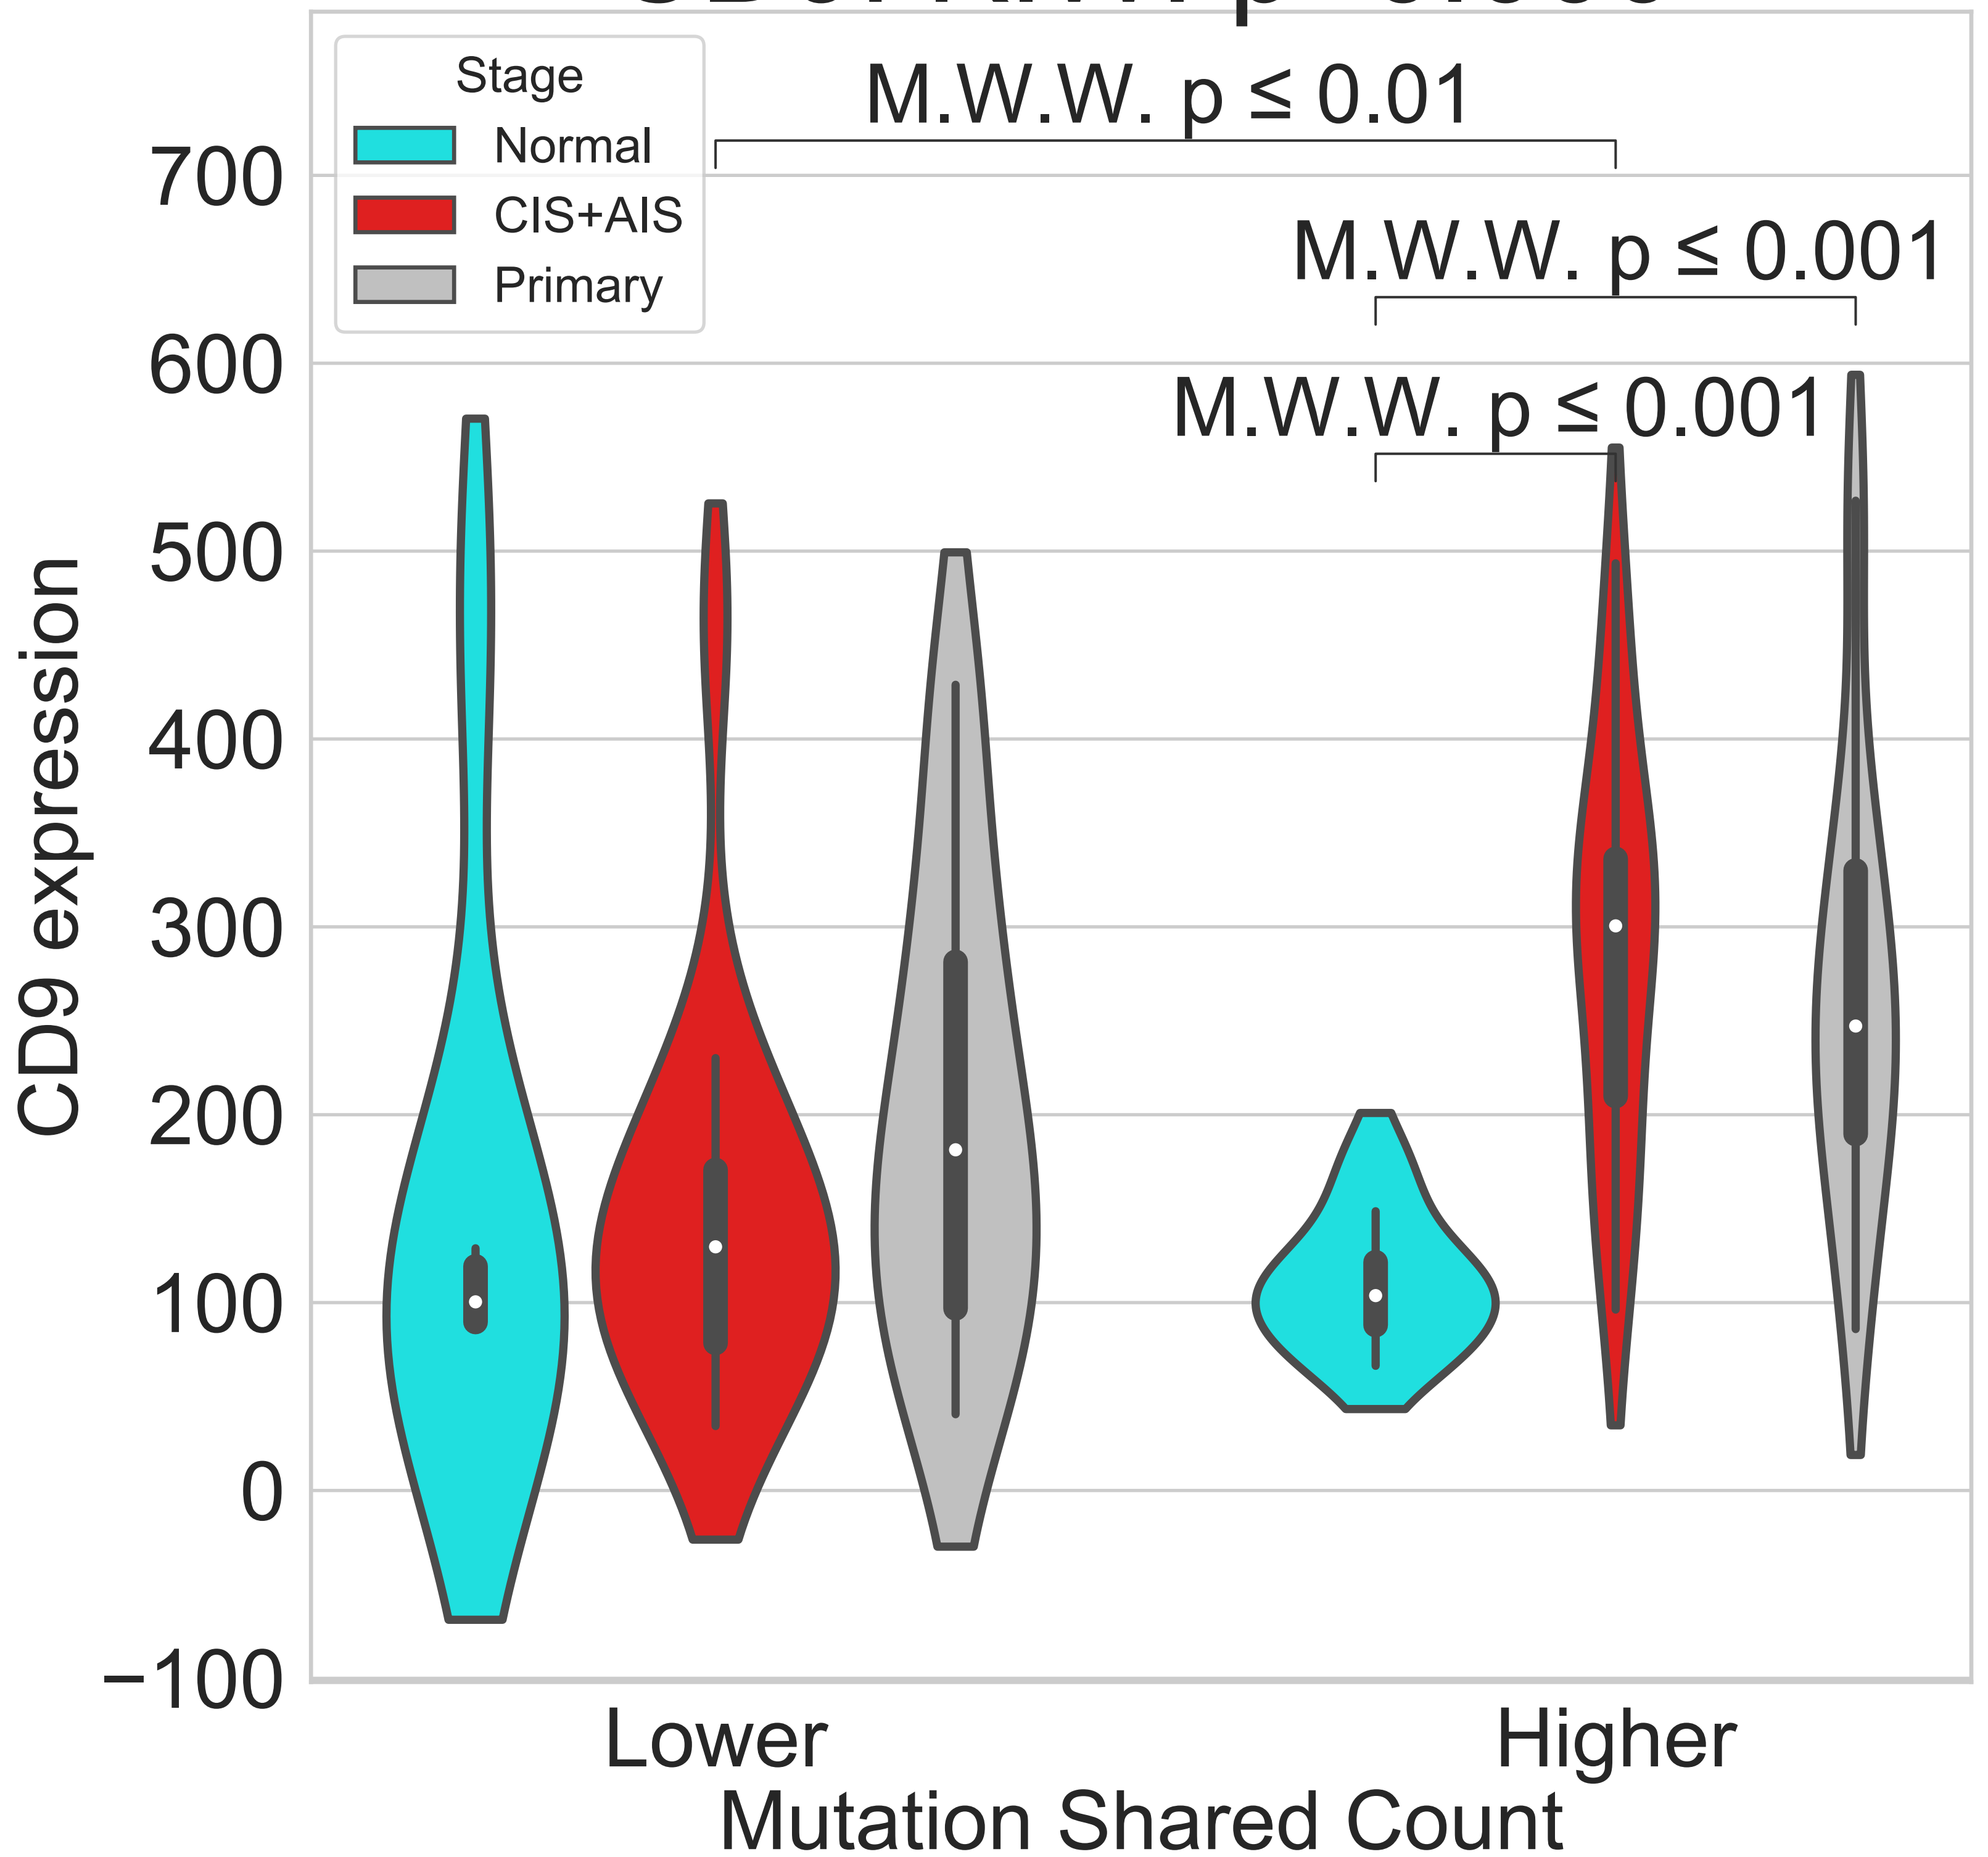 Stage
Normal
CIS+AIS
Primary
M.W.W. p ≤ 0.01
M.W.W. p ≤ 0.001
M.W.W. p ≤ 0.001
700
600
500
400
300
200
100
0
−100
CD9 expression
Lower
Higher
Mutation Shared Count